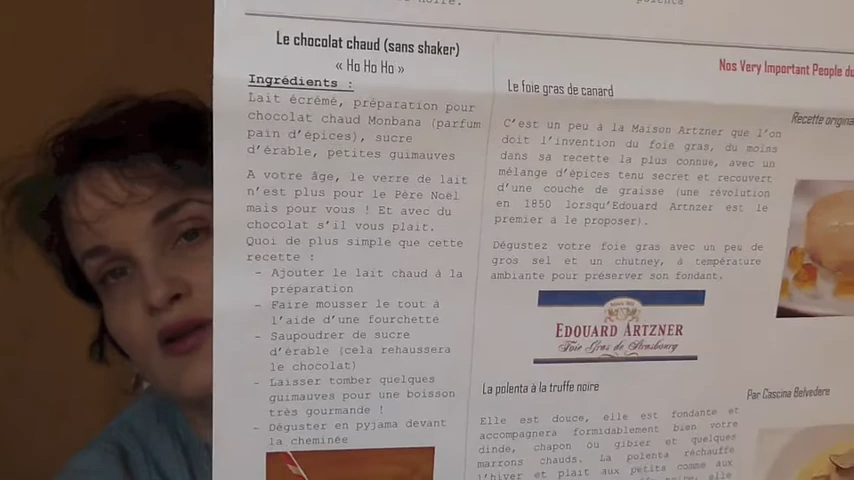 Le chocolat chaud (sans shaker)
« Ho Ho Ho »
Ingrédients :
Lait écrémé, préparation pour
chocolat chaud Monbana (parfum
pain d'épices), sucre
d'érable, petites guimauves
A votre âge, le verre de lait
n'est plus pour le Père Noël
mais pour vous ! Et avec du
chocolat s'il vous plait.
Quoi de plus simple que cette
recette :
- Ajouter le lait chaud à la
préparation
- Faire mousser le tout à
l'aide d'une fourchette
- Saupoudrer de sucre
d'érable (cela rehaussera
le chocolat)
- Laisser tomber quelques
guimauves pour une boisson
très gourmande !
- Déguster en pyjama devant
la cheminée
Nos Very Important People du
Le foie gras de canard
C'est un peu à la Maison Artzner que l'on
doit l'invention du foie gras, du moins
dans sa recette la plus connue, avec un
mélange d'épices tenu secret et recouvert
d'une couche de graisse (une révolution
en 1850 lorsqu'Edouard Artzner est le
premier à le proposer).
Dégustez votre foie gras avec un peu de
gros sel et un chutney, à température
ambiante pour préserver son fondant.
EDOUARD ARTZNER
Foie Gras de Strasbourg
La polenta à la truffe noire
Elle est douce, elle est fondante et
accompagnera formidablement bien votre
dinde, chapon ou gibier et quelques
marrons chauds. La polenta réchauffe
l'hiver et plait aux petits comme aux
Recette origina
Par Cascina Belvedere